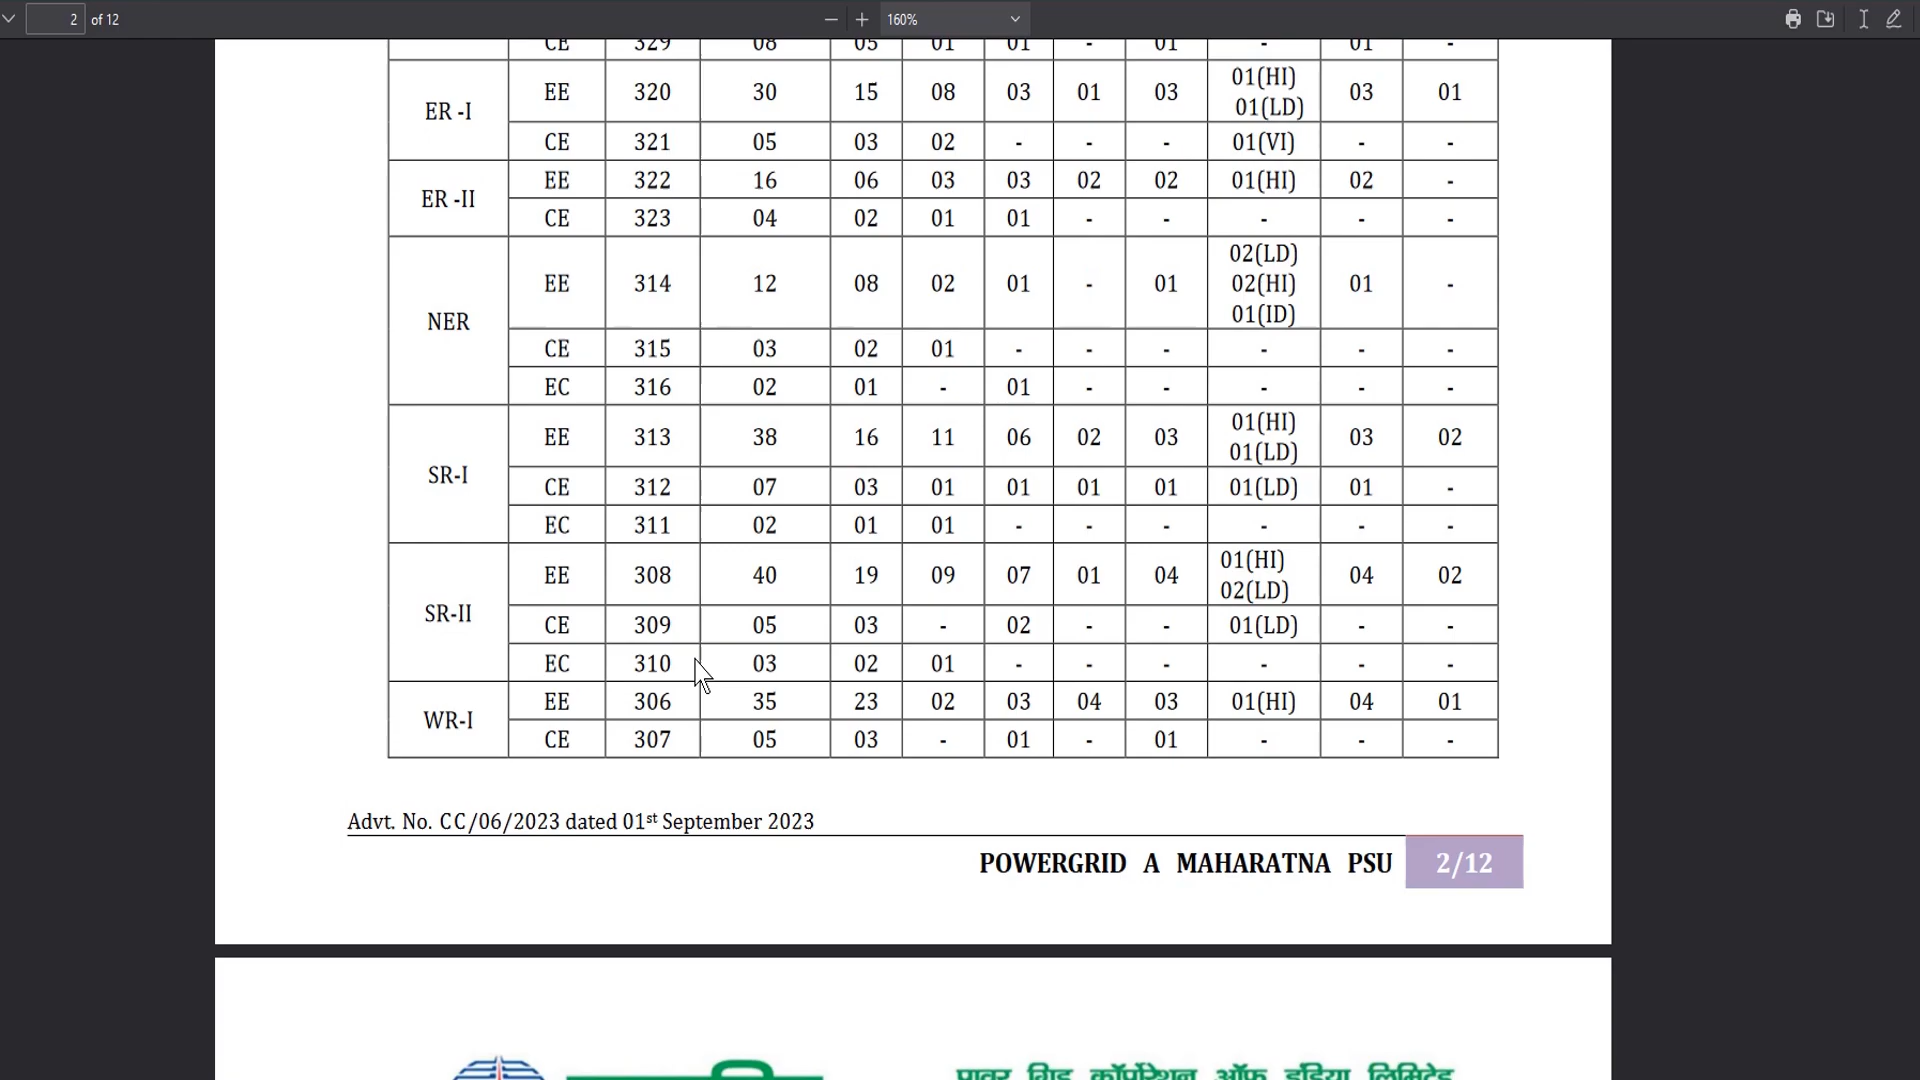 2 of 12 160%
CE 329 08 05 01 01 - 01 - 01 -
ER -I EE 320 30 15 08 03 01 03 01(HI) 01(LD) 03 01
CE 321 05 03 02 - - - 01(VI) - -
ER -II EE 322 16 06 03 03 02 02 01(HI) 02 -
CE 323 04 02 01 01 - - - - -
NER EE 314 12 08 02 01 - 01 02(LD) 02(HI) 01(ID) 01 -
CE 315 03 02 01 - - - - - -
EC 316 02 01 - 01 - - - - -
SR-I EE 313 38 16 11 06 02 03 01(HI) 01(LD) 03 02
CE 312 07 03 01 01 01 01 01(LD) 01 -
EC 311 02 01 01 - - - - - -
SR-II EE 308 40 19 09 07 01 04 01(HI) 02(LD) 04 02
CE 309 05 03 - 02 - - 01(LD) - -
EC 310 03 02 01 - - - - - -
WR-I EE 306 35 23 02 03 04 03 01(HI) 04 01
CE 307 05 03 - 01 - 01 - - -
Advt. No. CC/06/2023 dated 01st September 2023
POWERGRID A MAHARATNA PSU 2/12
पावर ग्रिड कॉर्पोरेशन ऑफ इंडिया लिमिटेड